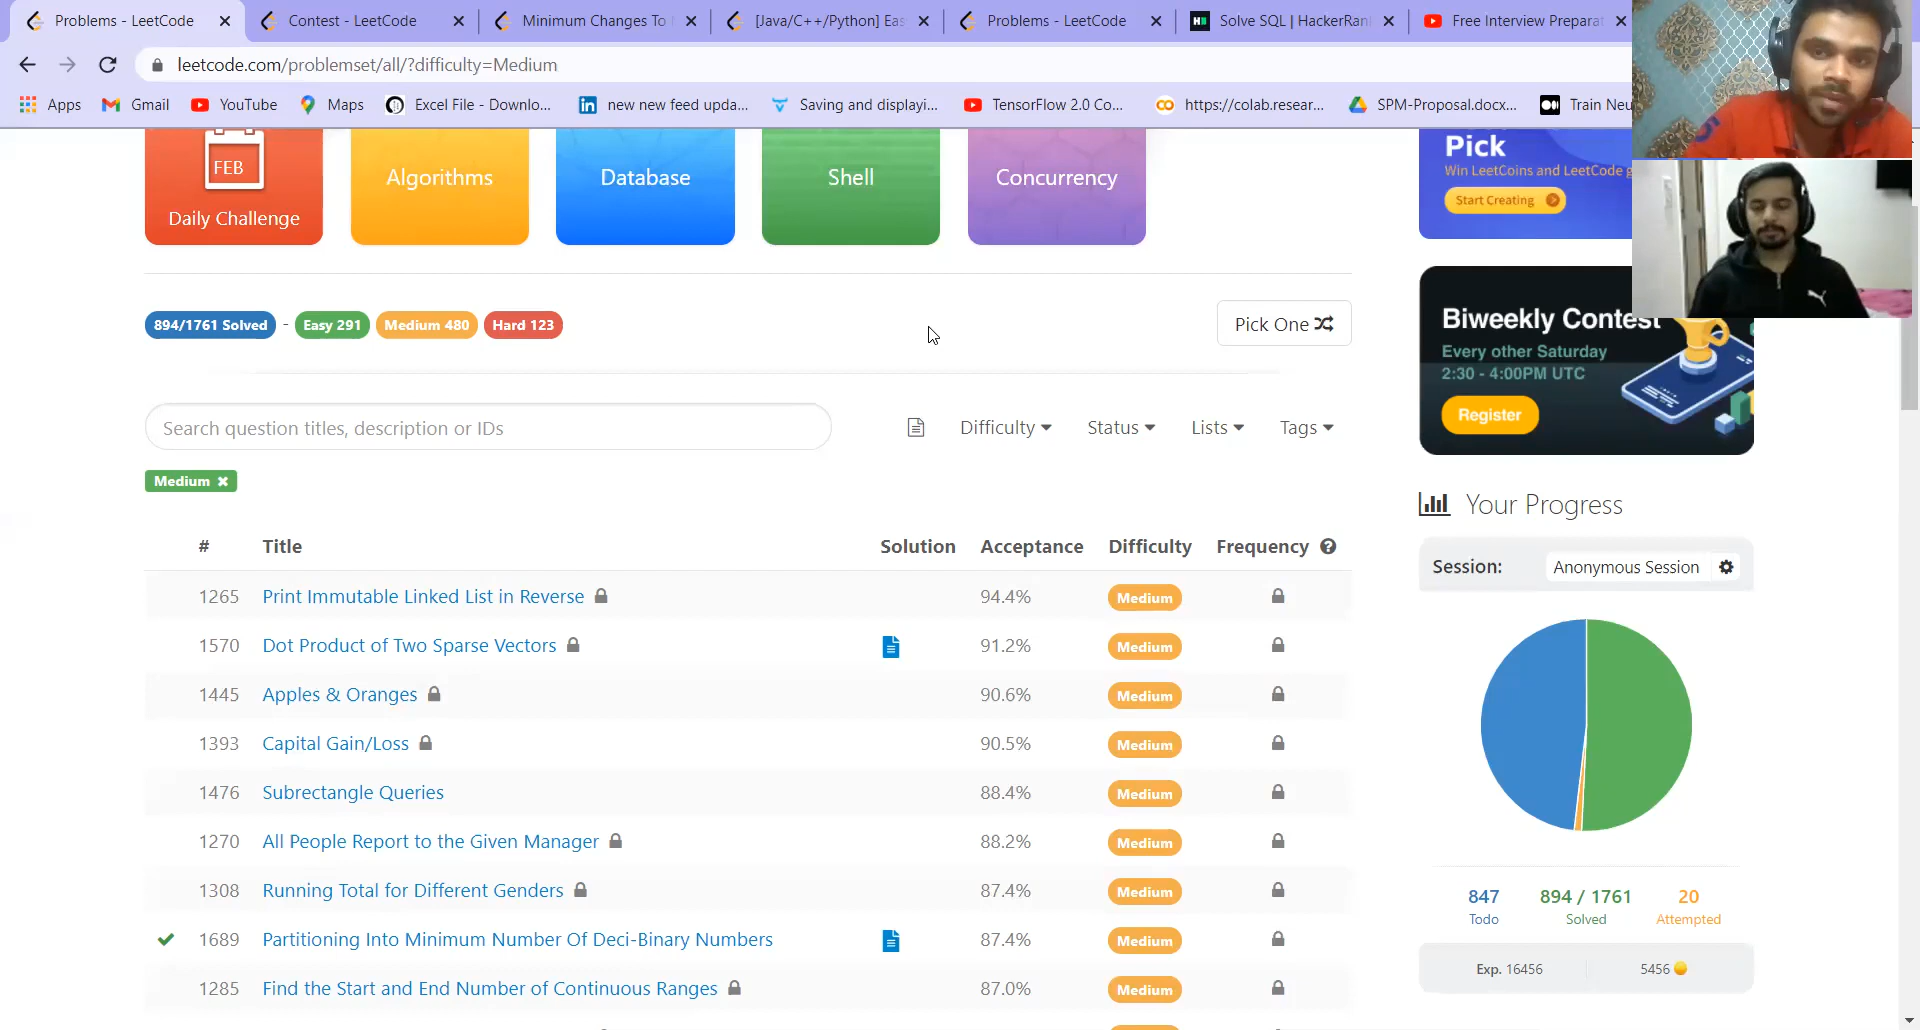 Problems - LeetCode
Contest - LeetCode
Minimum Changes To
[Java/C++/Python] Eas
Problems - LeetCode
Solve SQL | HackerRan
Free Interview Preparat
leetcode.com/problemset/all/?difficulty=Medium
Apps
Gmail
YouTube
Maps
Excel File - Downlo...
new new feed upda...
Saving and displayi...
TensorFlow 2.0 Co...
https://colab.resear...
SPM-Proposal.docx...
Train Neu
FEB
Daily Challenge
Algorithms
Database
Shell
Concurrency
Pick
Win LeetCoins and LeetCode g
Start Creating
894/1761 Solved - Easy 291 Medium 480 Hard 123
Pick One
Biweekly Contest
Every other Saturday
2:30 - 4:00PM UTC
Register
Search question titles, description or IDs
Difficulty
Status
Lists
Tags
Medium
# Title Solution Acceptance Difficulty Frequency
1265 Print Immutable Linked List in Reverse 94.4% Medium
1570 Dot Product of Two Sparse Vectors 91.2% Medium
1445 Apples & Oranges 90.6% Medium
1393 Capital Gain/Loss 90.5% Medium
1476 Subrectangle Queries 88.4% Medium
1270 All People Report to the Given Manager 88.2% Medium
1308 Running Total for Different Genders 87.4% Medium
1689 Partitioning Into Minimum Number Of Deci-Binary Numbers 87.4% Medium
1285 Find the Start and End Number of Continuous Ranges 87.0% Medium
Your Progress
Session: Anonymous Session
847 894 / 1761 20
Todo Solved Attempted
Exp. 16456 5456